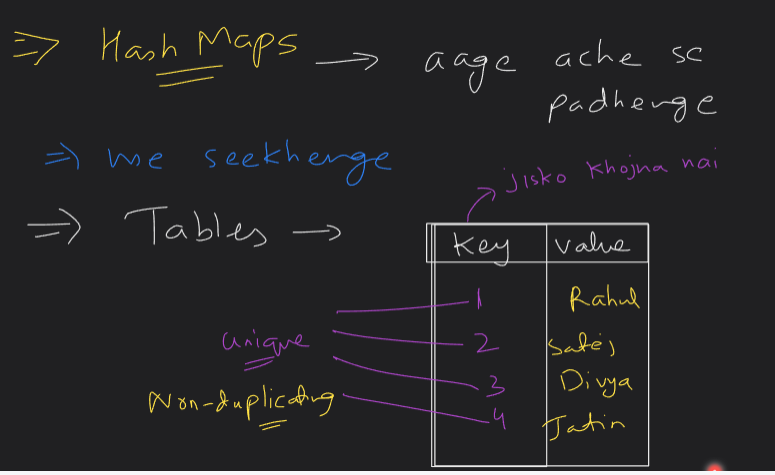 ⇒ Hash Maps → aage ache se
padhenge
⇒ we seekhenge
jisko khojna hai
⇒ Tables →
Key Value
1 Rahul
unique 2
3 Divya
Non-duplicating 4 Jatin